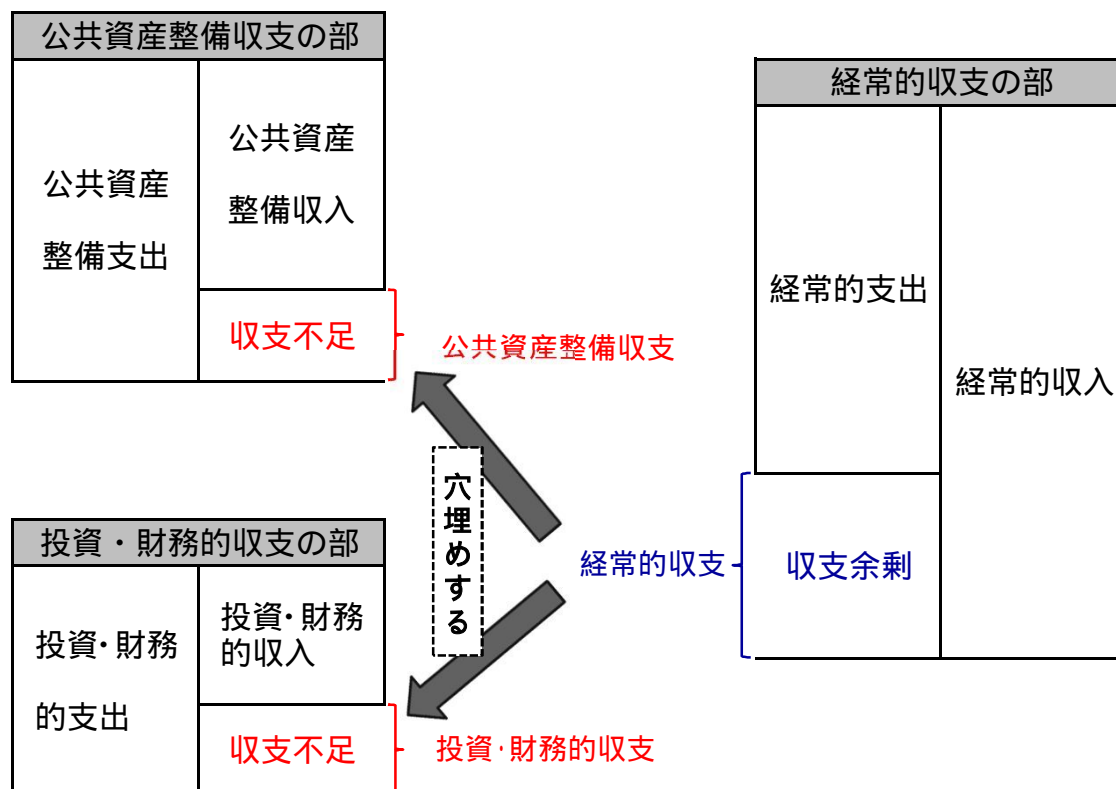 公共資産整備収支の部
公共資産
整備支出
公共資産
整備収入
収支不足
公共資産整備収支
投資・財務的収支の部
投資・財務
的支出
投資・財務
的収入
収支不足
投資・財務的収支
穴埋めする
経常的収支の部
経常的支出
経常的収入
収支余剰
経常的収支